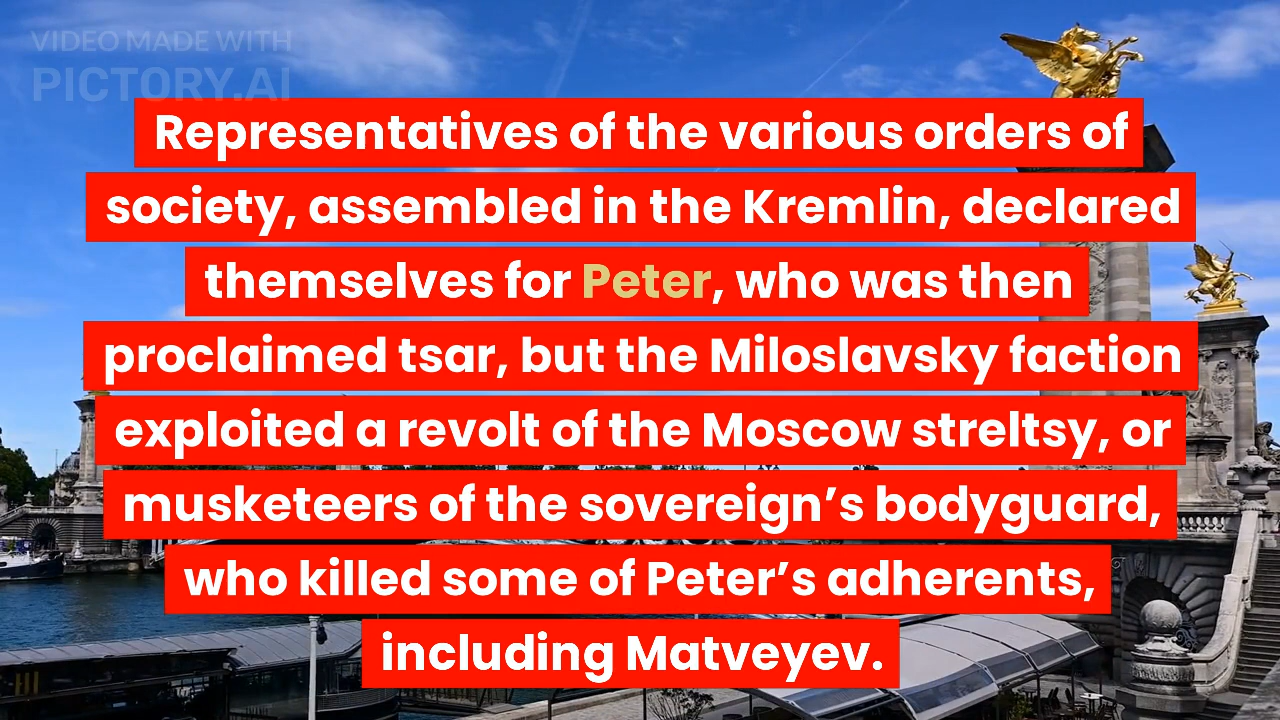 VIDEO MADE WITH
PICTORY.AI
Representatives of the various orders of
society, assembled in the Kremlin, declared
themselves for Peter, who was then
proclaimed tsar, but the Miloslavsky faction
exploited a revolt of the Moscow streltsy, or
musketeers of the sovereign’s bodyguard,
who killed some of Peter’s adherents,
including Matveyev.